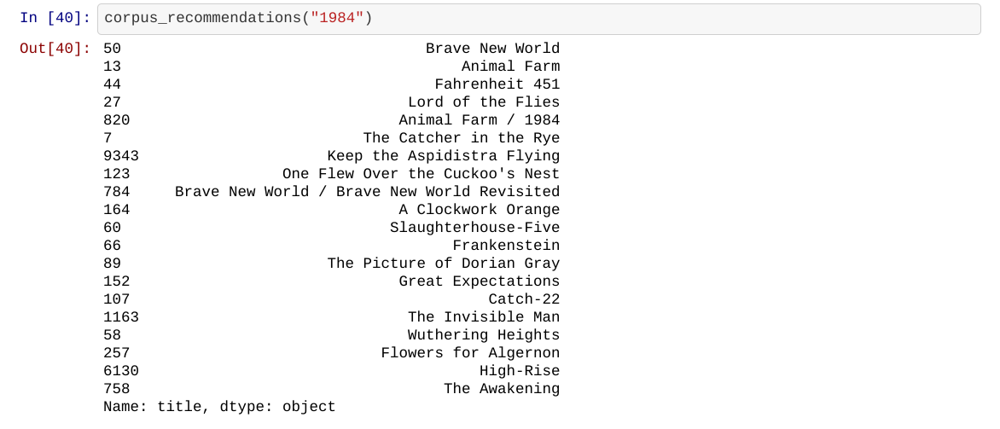 In [40]: corpus_recommendations("1984")
Out[40]: 50 Brave New World
13 Animal Farm
44 Fahrenheit 451
27 Lord of the Flies
820 Animal Farm / 1984
7 The Catcher in the Rye
9343 Keep the Aspidistra Flying
123 One Flew Over the Cuckoo's Nest
784 Brave New World / Brave New World Revisited
164 A Clockwork Orange
60 Slaughterhouse-Five
66 Frankenstein
89 The Picture of Dorian Gray
152 Great Expectations
107 Catch-22
1163 The Invisible Man
58 Wuthering Heights
257 Flowers for Algernon
6130 High-Rise
758 The Awakening
Name: title, dtype: object